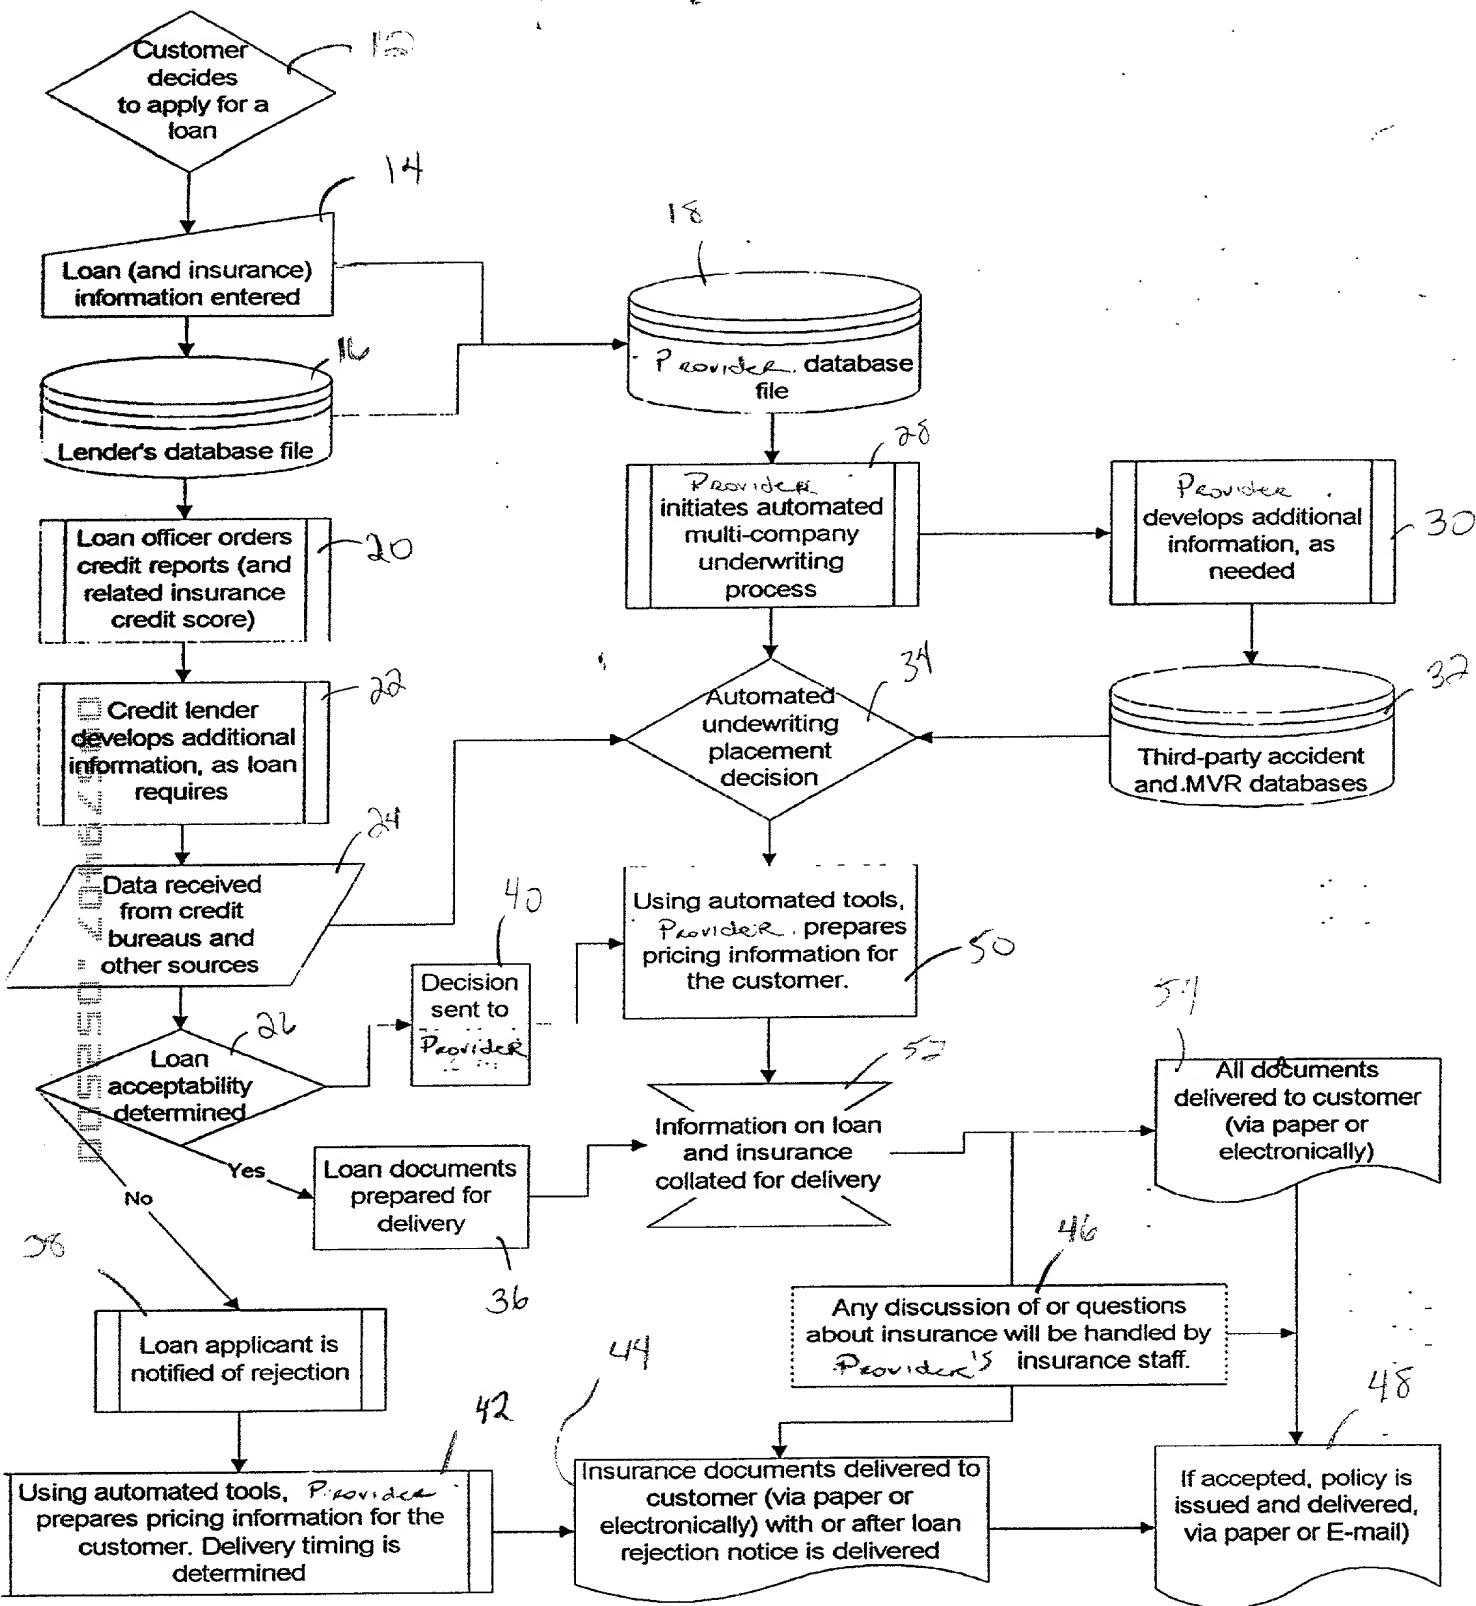 Customer
decides
to apply for a
loan
12
14
Loan (and insurance)
information entered
16
Lender's database file
18
Provider database
file
20
Loan officer orders
credit reports (and
related insurance
credit score)
22
Credit lender
develops additional
information, as loan
requires
24
Data received
from credit
bureaus and
other sources
26
Loan
acceptability
determined
28
Provider
initiates automated
multi-company
underwriting
process
30
Provider
develops additional
information, as
needed
32
Third-party accident
and MVR databases
34
Automated
undewriting
placement
decision
40
Decision
sent to
Provider
50
Using automated tools,
Provider prepares
pricing information for
the customer.
52
Information on loan
and insurance
collated for delivery
54
All documents
delivered to customer
(via paper or
electronically)
Yes
No
Loan documents
prepared for
delivery
36
38
Loan applicant is
notified of rejection
46
Any discussion of or questions
about insurance will be handled by
Provider's insurance staff.
42
Using automated tools, Provider
prepares pricing information for the
customer. Delivery timing is
determined
44
Insurance documents delivered to
customer (via paper or
electronically) with or after loan
rejection notice is delivered
48
If accepted, policy is
issued and delivered,
via paper or E-mail)